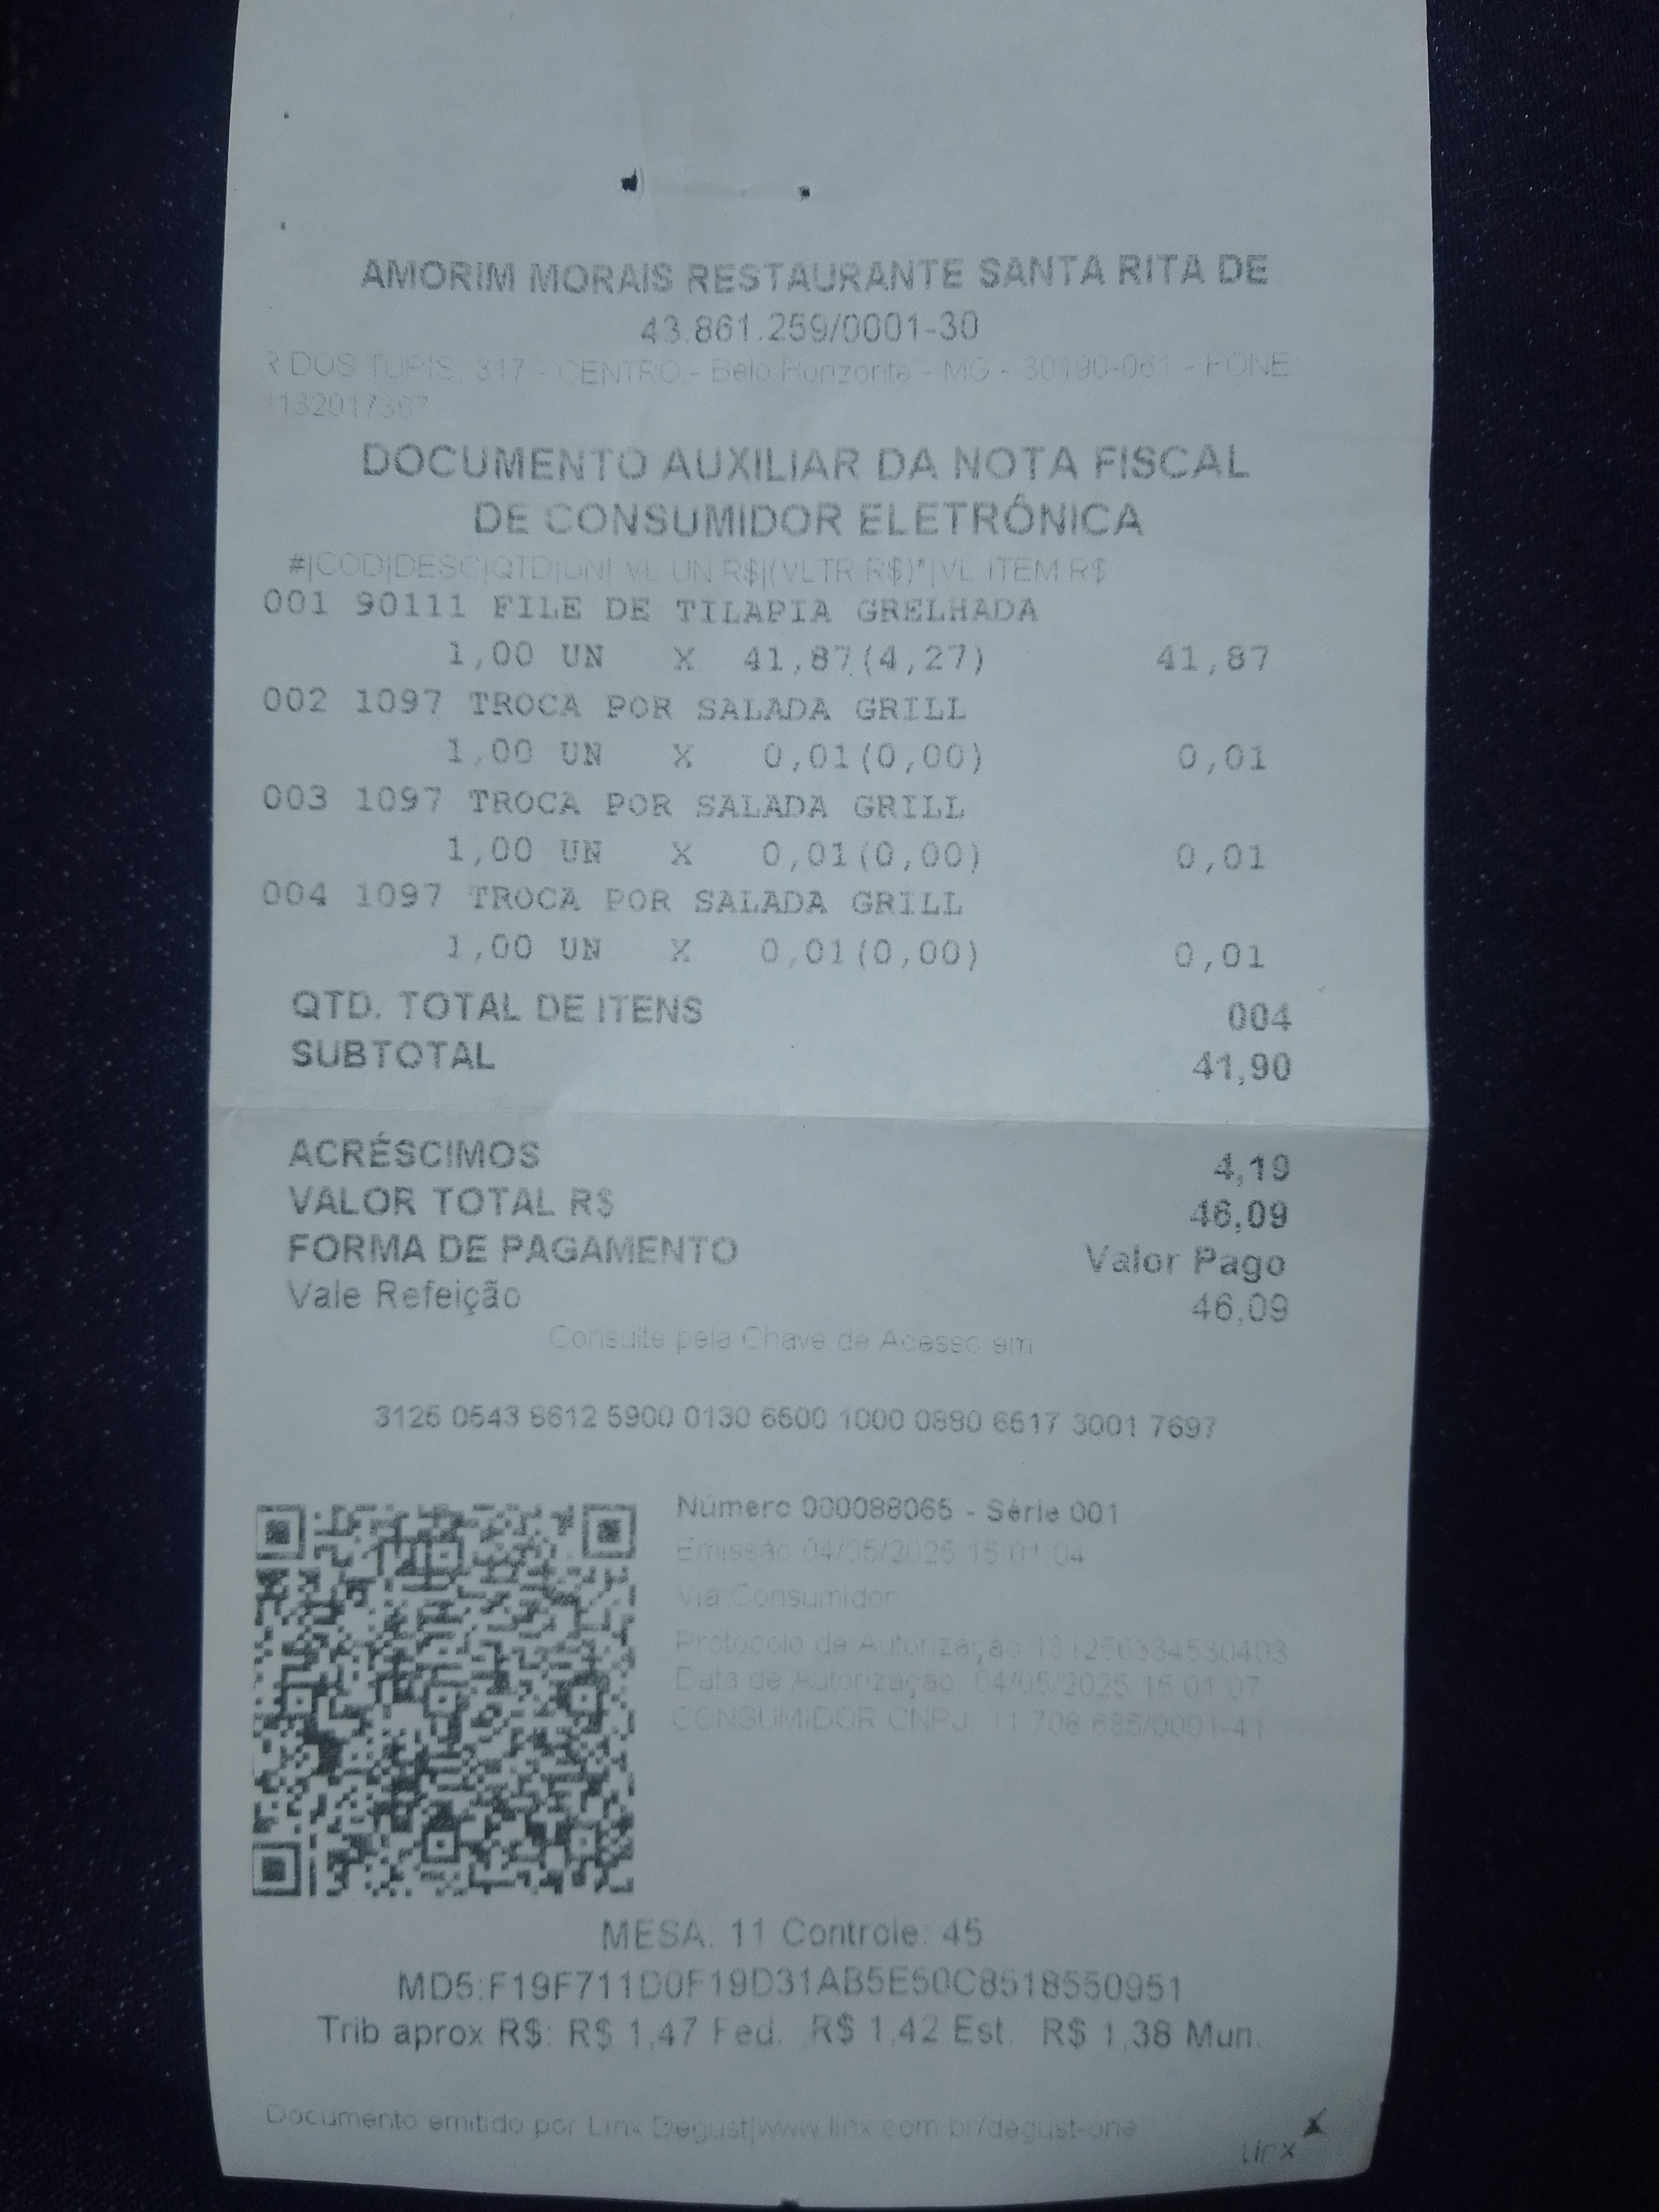 AMORIM MORAIS RESTAURANTE SANTA RITA DE
43.861.259/0001-30
R DOS TUPIS, 317 - CENTRO - Belo Horizonte - MG - 30190-061 - FONE:
3132017367
DOCUMENTO AUXILIAR DA NOTA FISCAL
DE CONSUMIDOR ELETRÔNICA
#|COD|DESC|QTD|UN| VL UN R$|(VLTR R$)*|VL ITEM R$
001 90111 FILE DE TILAPIA GRELHADA
1,00 UN X 41,87(4,27) 41,87
002 1097 TROCA POR SALADA GRILL
1,00 UN X 0,01(0,00) 0,01
003 1097 TROCA POR SALADA GRILL
1,00 UN X 0,01(0,00) 0,01
004 1097 TROCA POR SALADA GRILL
1,00 UN X 0,01(0,00) 0,01
QTD. TOTAL DE ITENS 004
SUBTOTAL 41,90
ACRÉSCIMOS 4,19
VALOR TOTAL R$ 46,09
FORMA DE PAGAMENTO Valor Pago
Vale Refeição 46,09
Consulte pela Chave de Acesso em
3125 0543 8612 5900 0130 6500 1000 0880 6517 3001 7697
Número 000088065 - Série 001
Emissão 04/05/2025 15:01:04
Via Consumidor
Protocolo de Autorização 131256334530403
Data de Autorização 04/05/2025 15:01:07
CONSUMIDOR CNPJ: 11.708.685/0001-41
MESA: 11 Controle: 45
MD5:F19F711D0F19D31AB5E50C8518550951
Trib aprox R$: R$ 1,47 Fed. R$ 1,42 Est. R$ 1,38 Mun.
Documento emitido por Linx Degust|www.linx.com.br/degust-one
Linx